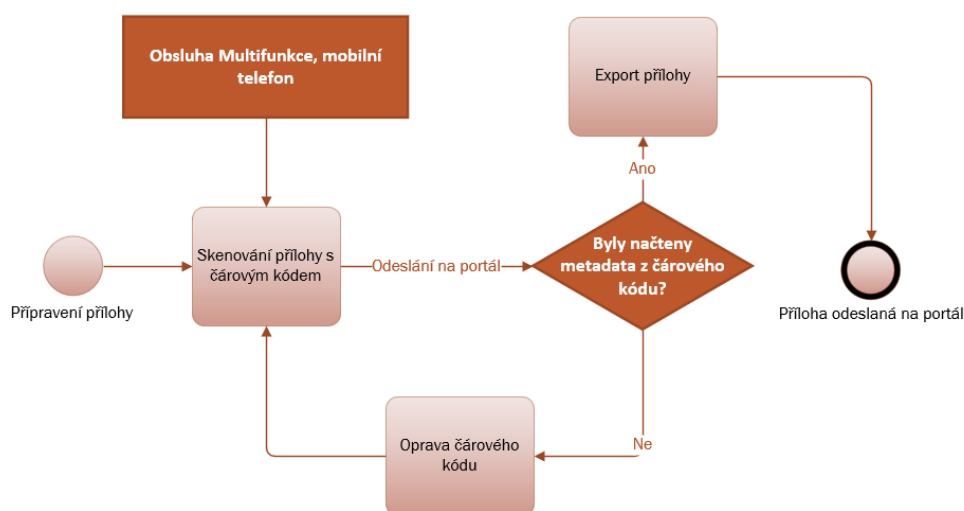 Obsluha Multifunkce, mobilní
telefon
Export přílohy
Ano
Skenování přílohy s
čárovým kódem
Odeslání na portál
Byly načteny
metadata z čárového
kódu?
Přípravení přílohy
Příloha odeslaná na portál
Oprava čárového
kódu
Ne